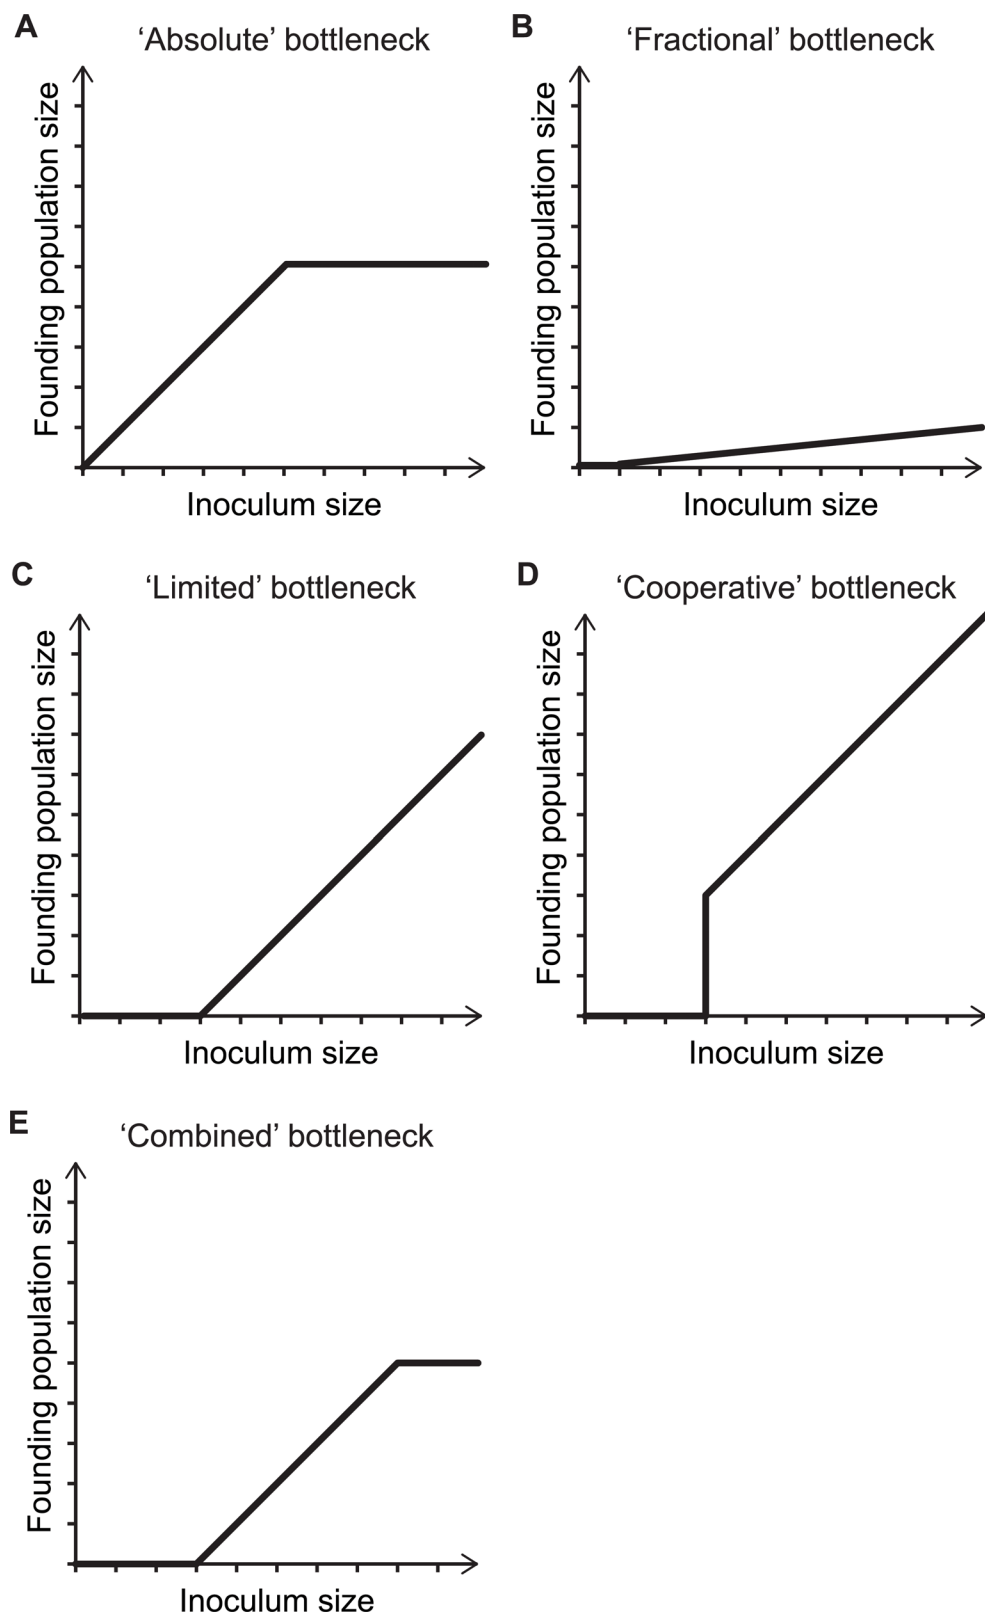 A
‘Absolute’ bottleneck
Founding population size
Inoculum size
B
‘Fractional’ bottleneck
Founding population size
Inoculum size
C
‘Limited’ bottleneck
Founding population size
Inoculum size
D
‘Cooperative’ bottleneck
Founding population size
Inoculum size
E
‘Combined’ bottleneck
Founding population size
Inoculum size